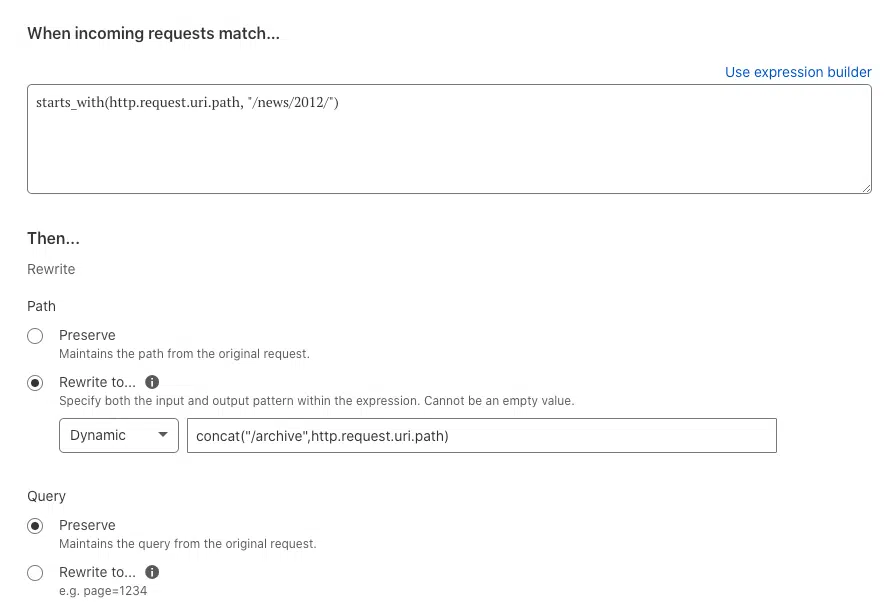 When incoming requests match...
Use expression builder
starts_with(http.request.uri.path, "/news/2012/")
Then...
Rewrite
Path
Preserve
Maintains the path from the original request.
Rewrite to...
Specify both the input and output pattern within the expression. Cannot be an empty value.
Dynamic concat("/archive",http.request.uri.path)
Query
Preserve
Maintains the query from the original request.
Rewrite to...
e.g. page=1234